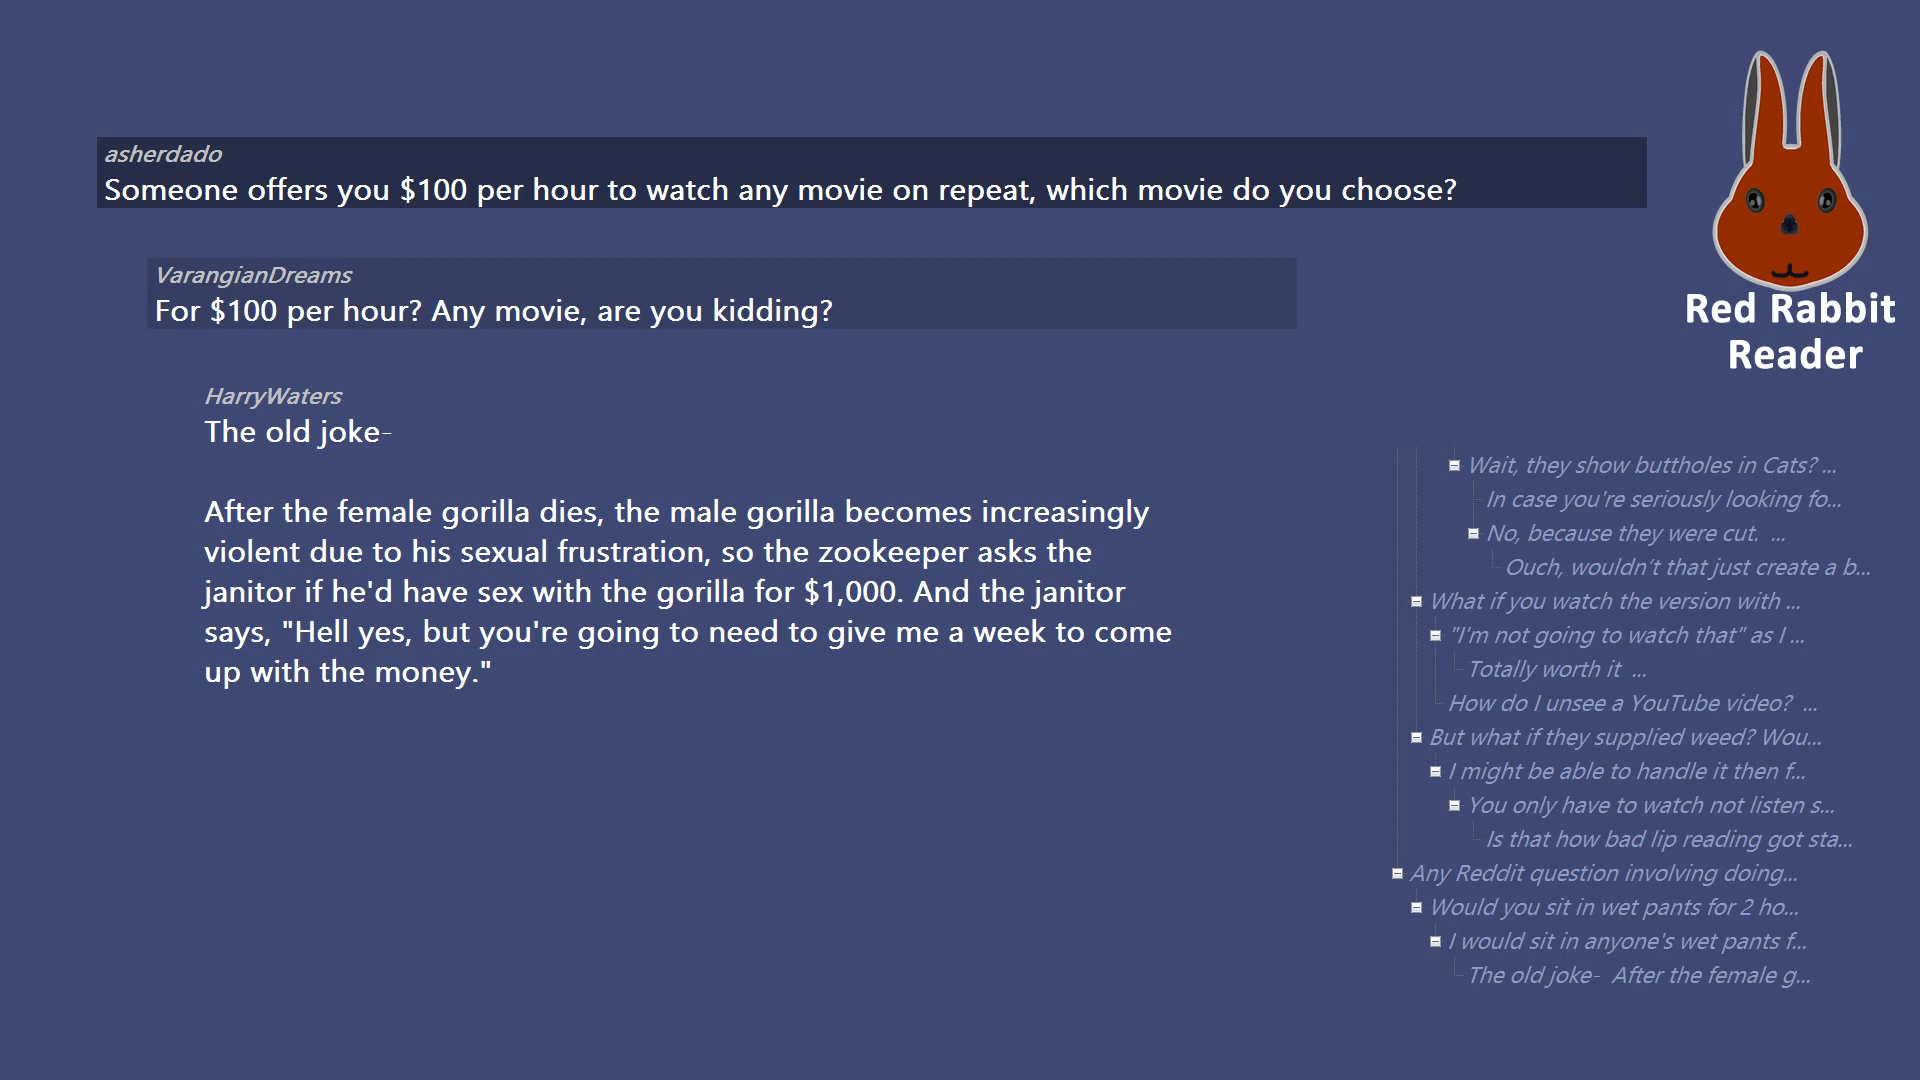 asherdado
Someone offers you $100 per hour to watch any movie on repeat, which movie do you choose?
VarangianDreams
For $100 per hour? Any movie, are you kidding?
HarryWaters
The old joke-
After the female gorilla dies, the male gorilla becomes increasingly
violent due to his sexual frustration, so the zookeeper asks the
janitor if he'd have sex with the gorilla for $1,000. And the janitor
says, "Hell yes, but you're going to need to give me a week to come
up with the money."
Red Rabbit
Reader
Wait, they show buttholes in Cats? ...
In case you're seriously looking fo...
No, because they were cut. ...
Ouch, wouldn’t that just create a b...
What if you watch the version with ...
"I'm not going to watch that" as I ...
Totally worth it ...
How do I unsee a YouTube video? ...
But what if they supplied weed? Wou...
I might be able to handle it then f...
You only have to watch not listen s...
Is that how bad lip reading got sta...
Any Reddit question involving doing...
Would you sit in wet pants for 2 ho...
I would sit in anyone's wet pants f...
The old joke- After the female g...